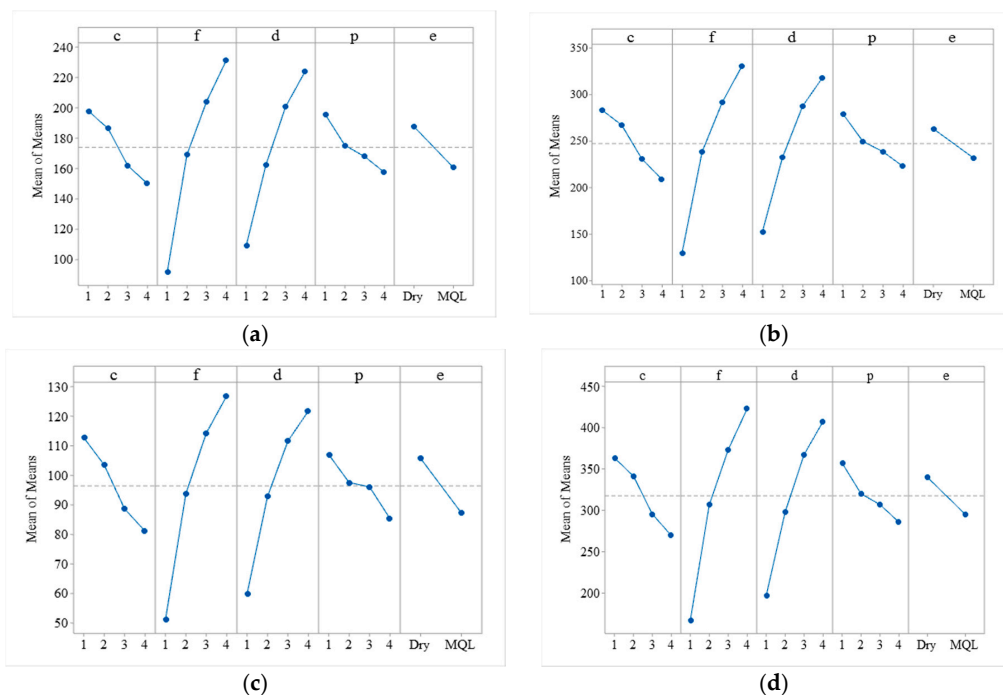 c f d p e
240
220
200
180
160
140
120
100
Mean of Means
1 2 3 4 1 2 3 4 1 2 3 4 1 2 3 4 Dry MQL
(a)
c f d p e
350
300
250
200
150
100
Mean of Means
1 2 3 4 1 2 3 4 1 2 3 4 1 2 3 4 Dry MQL
(b)
c f d p e
130
120
110
100
90
80
70
60
50
Mean of Means
1 2 3 4 1 2 3 4 1 2 3 4 1 2 3 4 Dry MQL
(c)
c f d p e
450
400
350
300
250
200
Mean of Means
1 2 3 4 1 2 3 4 1 2 3 4 1 2 3 4 Dry MQL
(d)